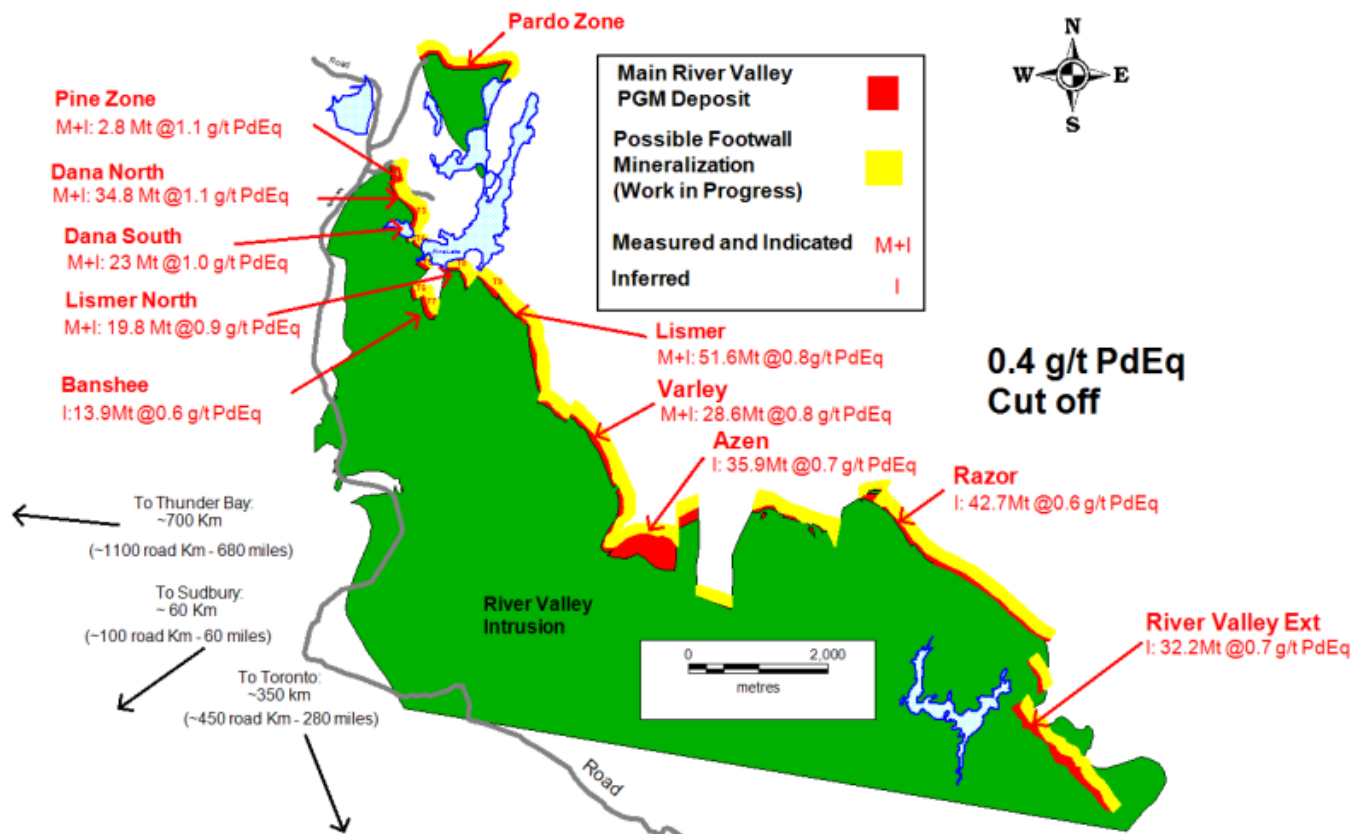 Pardo Zone
N
W E
S
Road
Main River Valley
PGM Deposit
Possible Footwall
Mineralization
(Work in Progress)
Measured and Indicated M+I
Inferred I
Pine Zone
M+I: 2.8 Mt @1.1 g/t PdEq
Dana North
M+I: 34.8 Mt @1.1 g/t PdEq
Dana South
M+I: 23 Mt @1.0 g/t PdEq
Lismer North
M+I: 19.8 Mt @0.9 g/t PdEq
Banshee
I:13.9Mt @0.6 g/t PdEq
Lismer
M+I: 51.6Mt @0.8g/t PdEq
Varley
M+I: 28.6Mt @0.8 g/t PdEq
Azen
I: 35.9Mt @0.7 g/t PdEq
0.4 g/t PdEq
Cut off
Razor
I: 42.7Mt @0.6 g/t PdEq
River Valley Ext
I: 32.2Mt @0.7 g/t PdEq
To Thunder Bay:
~700 Km
(~1100 road Km - 680 miles)
To Sudbury:
~ 60 Km
(~100 road Km - 60 miles)
To Toronto:
~350 km
(~450 road Km - 280 miles)
River Valley
Intrusion
0 2,000
metres
Road